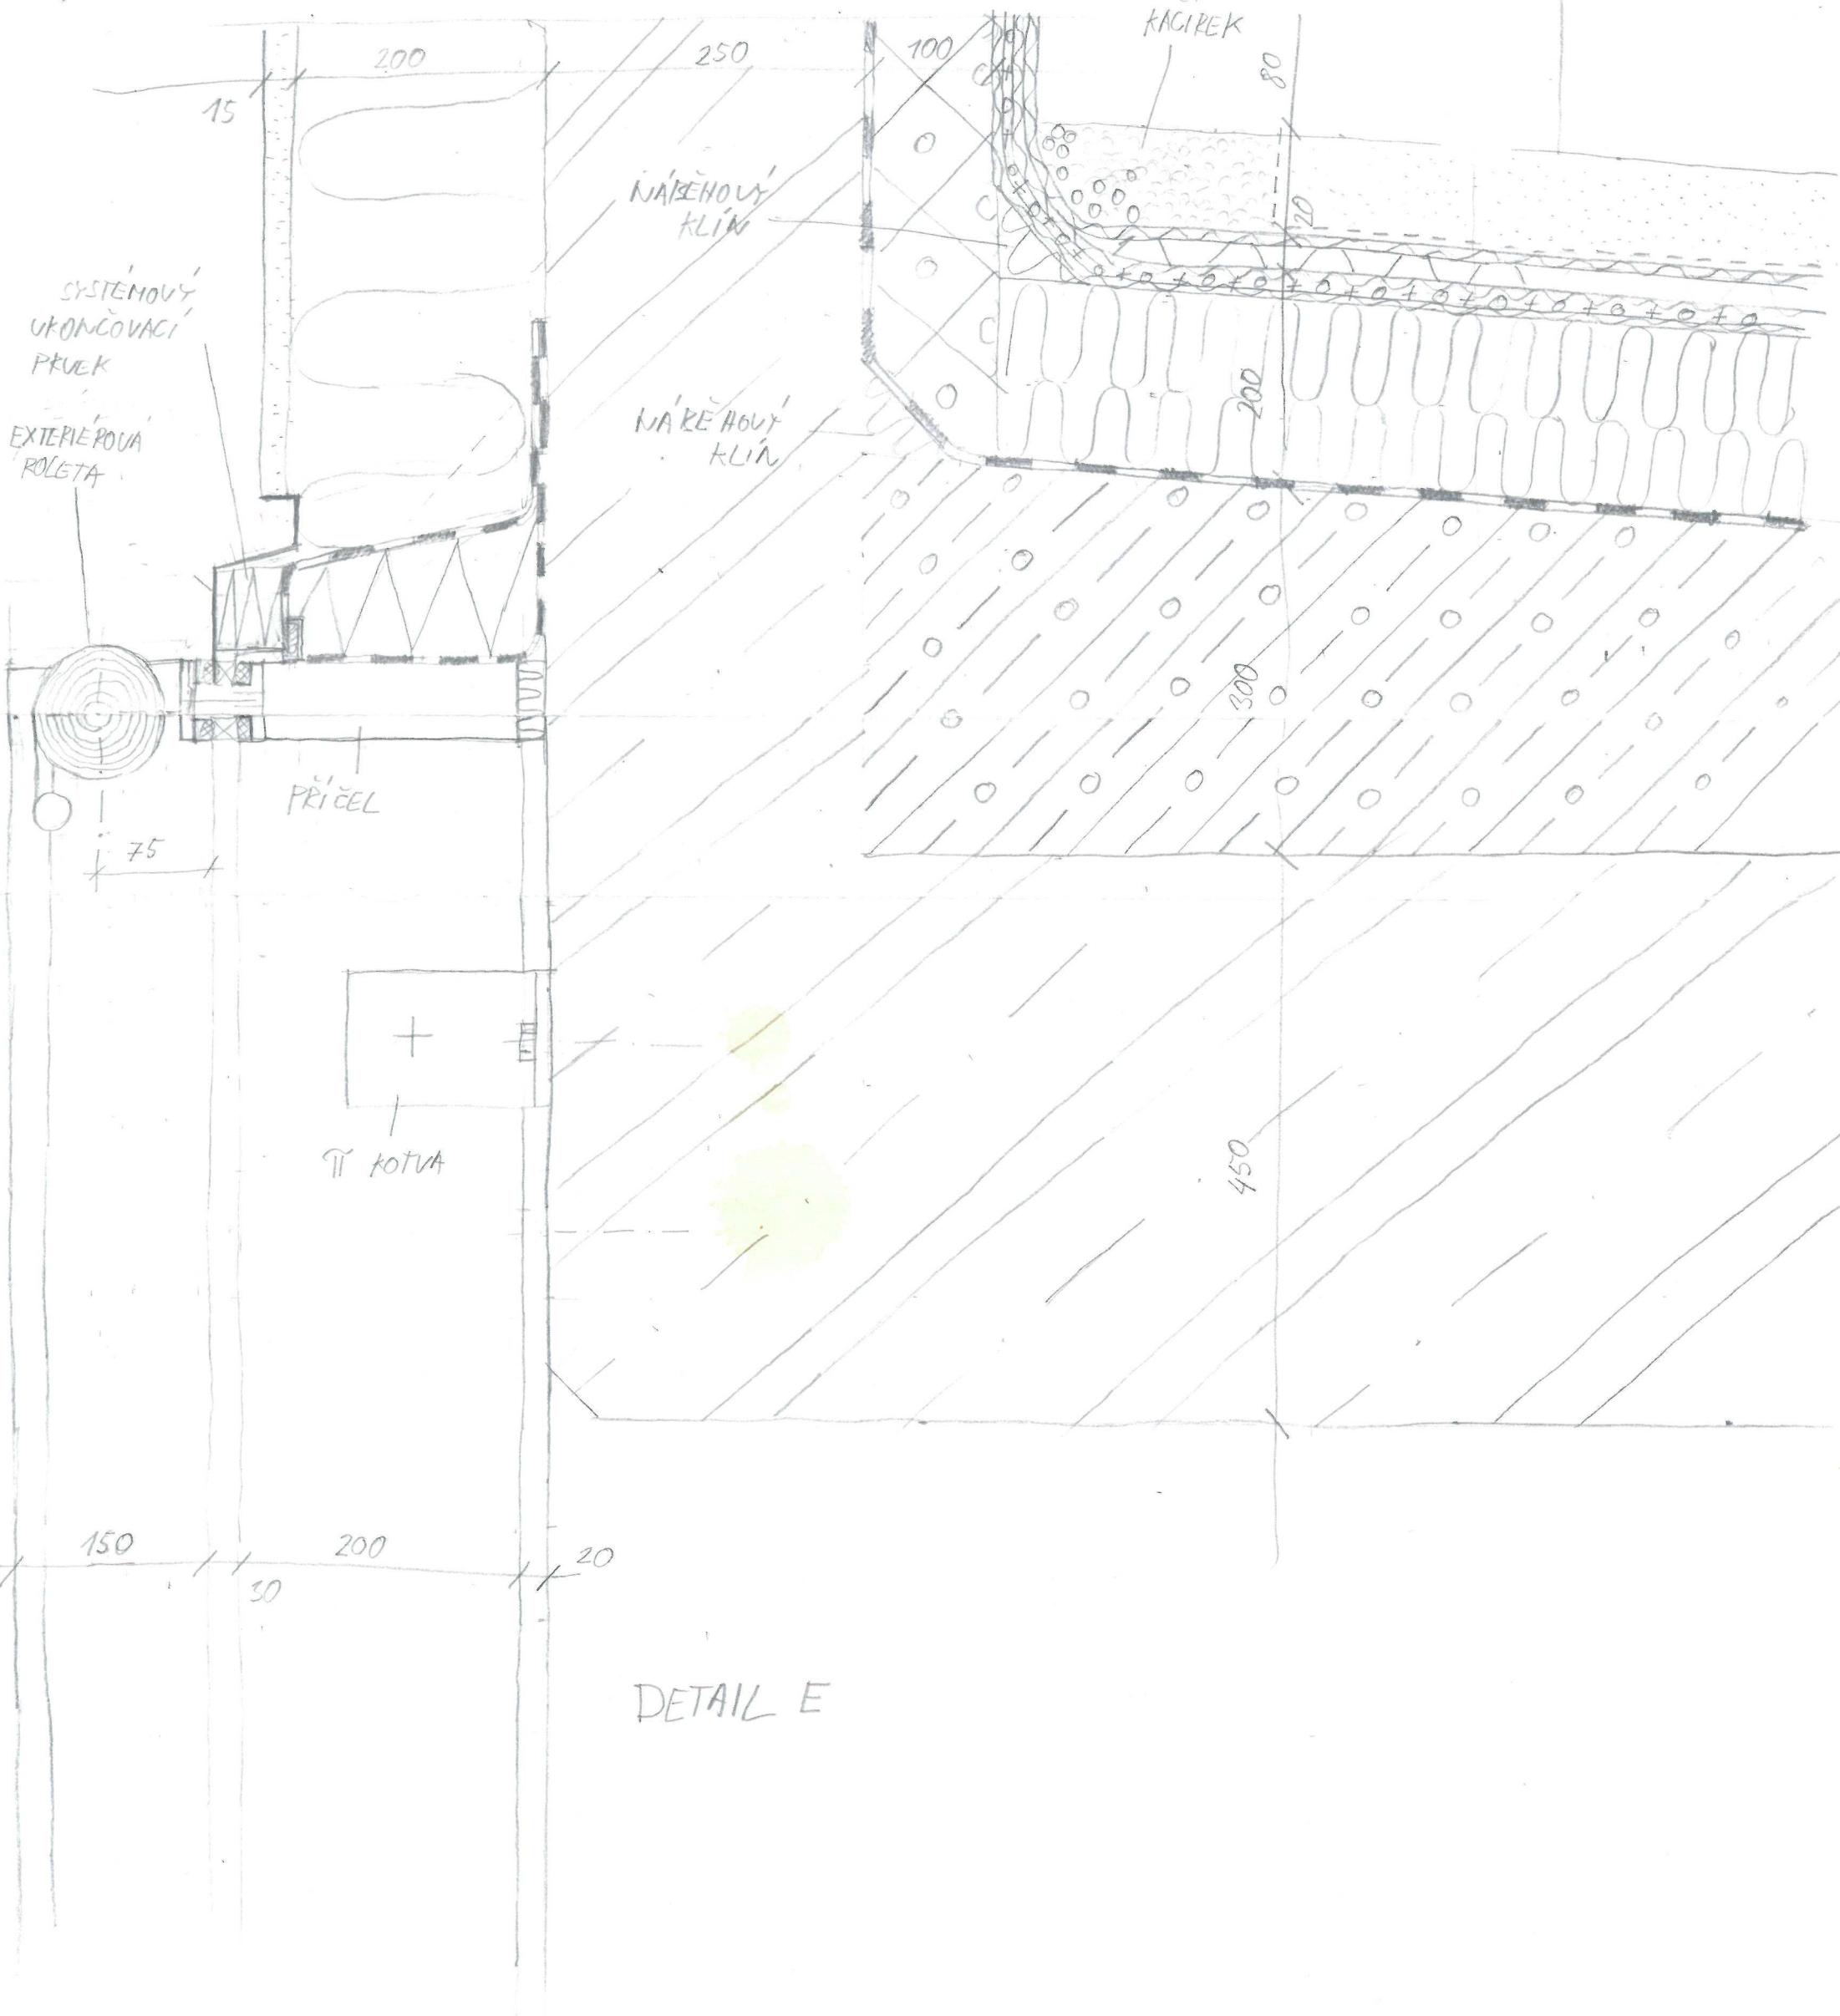 KAČÍREK
200
250
100
80
15
NÁBĚHOVÝ
KLÍN
20
SYSTÉMOVÝ
UKONČOVACÍ
PRVEK
200
NÁBĚHOVÝ
KLÍN
EXTERIÉROVÁ
ROLETA
300
PŘÍČEL
75
π KOTVA
450
150
200
20
30
DETAIL E